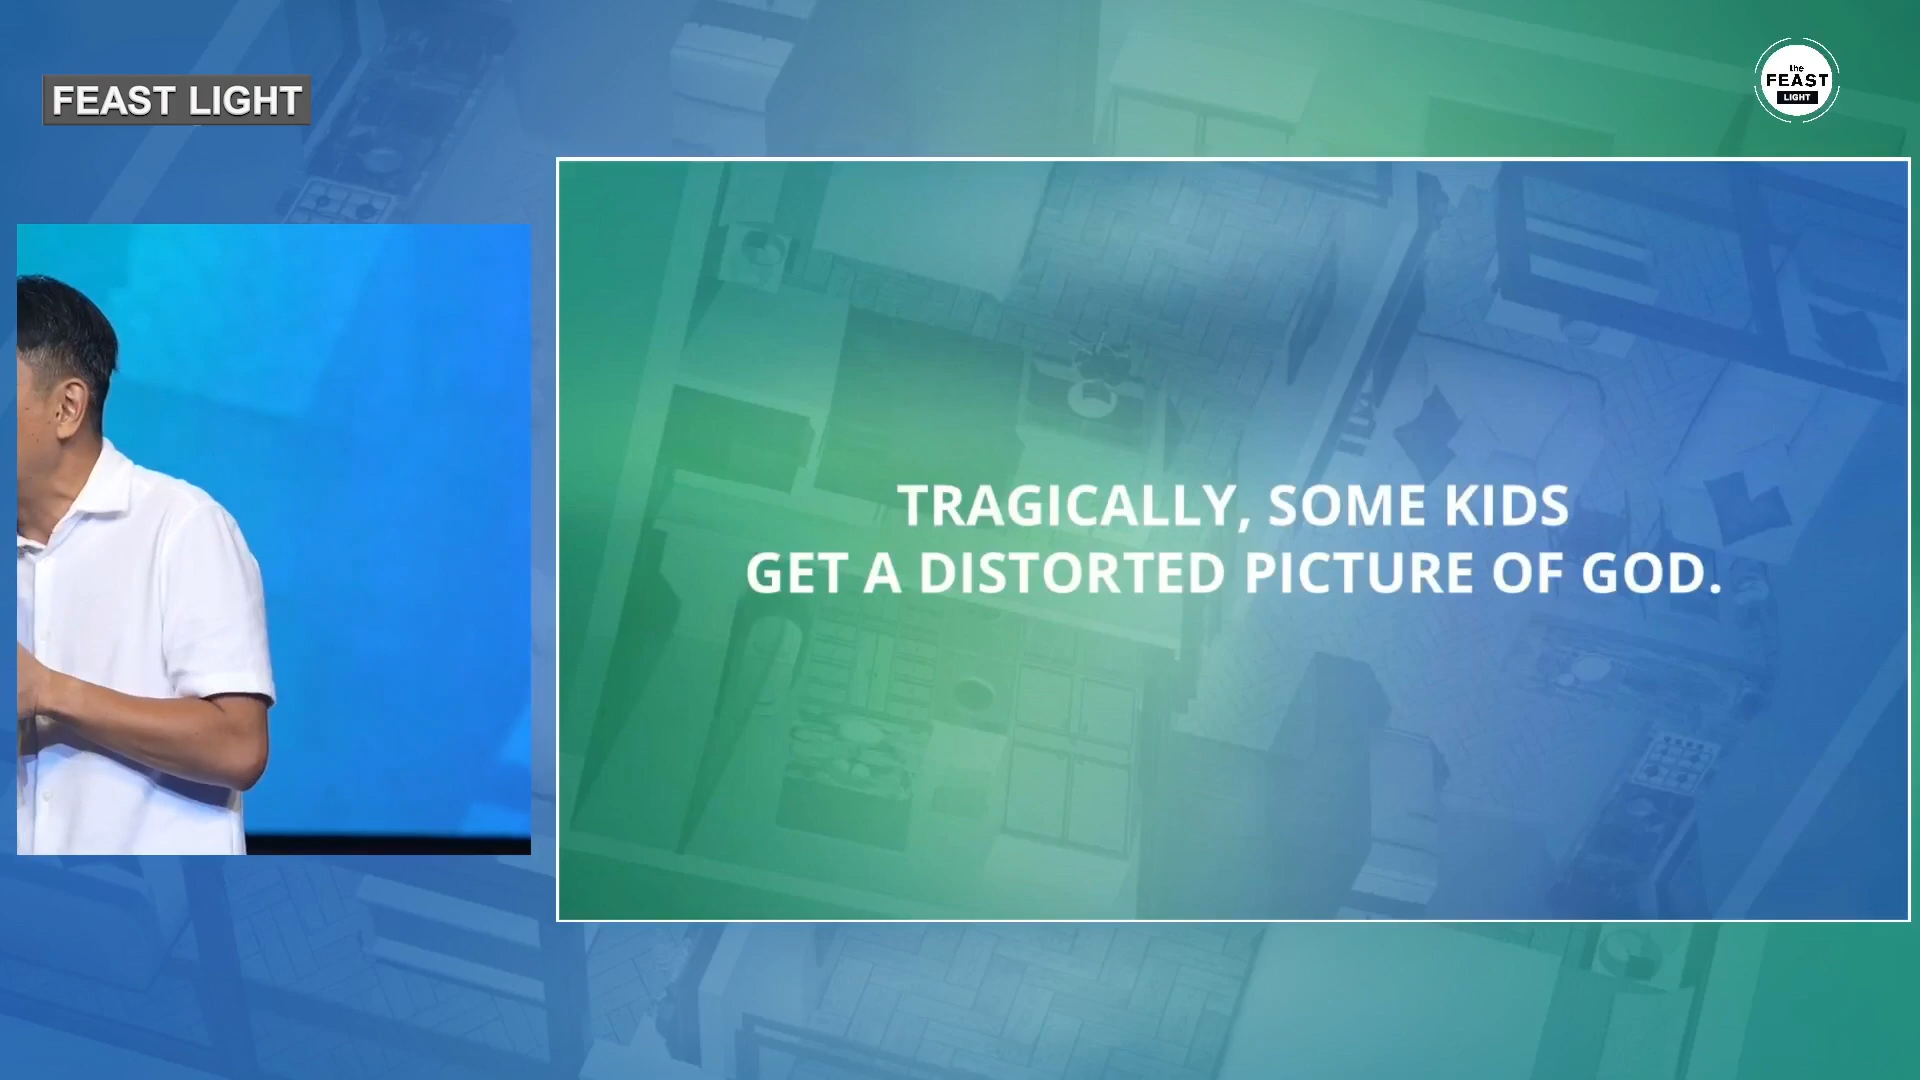 FEAST LIGHT
the
FEAST
LIGHT
TRAGICALLY, SOME KIDS
GET A DISTORTED PICTURE OF GOD.